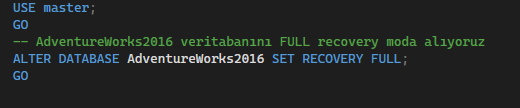 USE master;
GO
-- AdventureWorks2016 veritabanını FULL recovery moda alıyoruz
ALTER DATABASE AdventureWorks2016 SET RECOVERY FULL;
GO